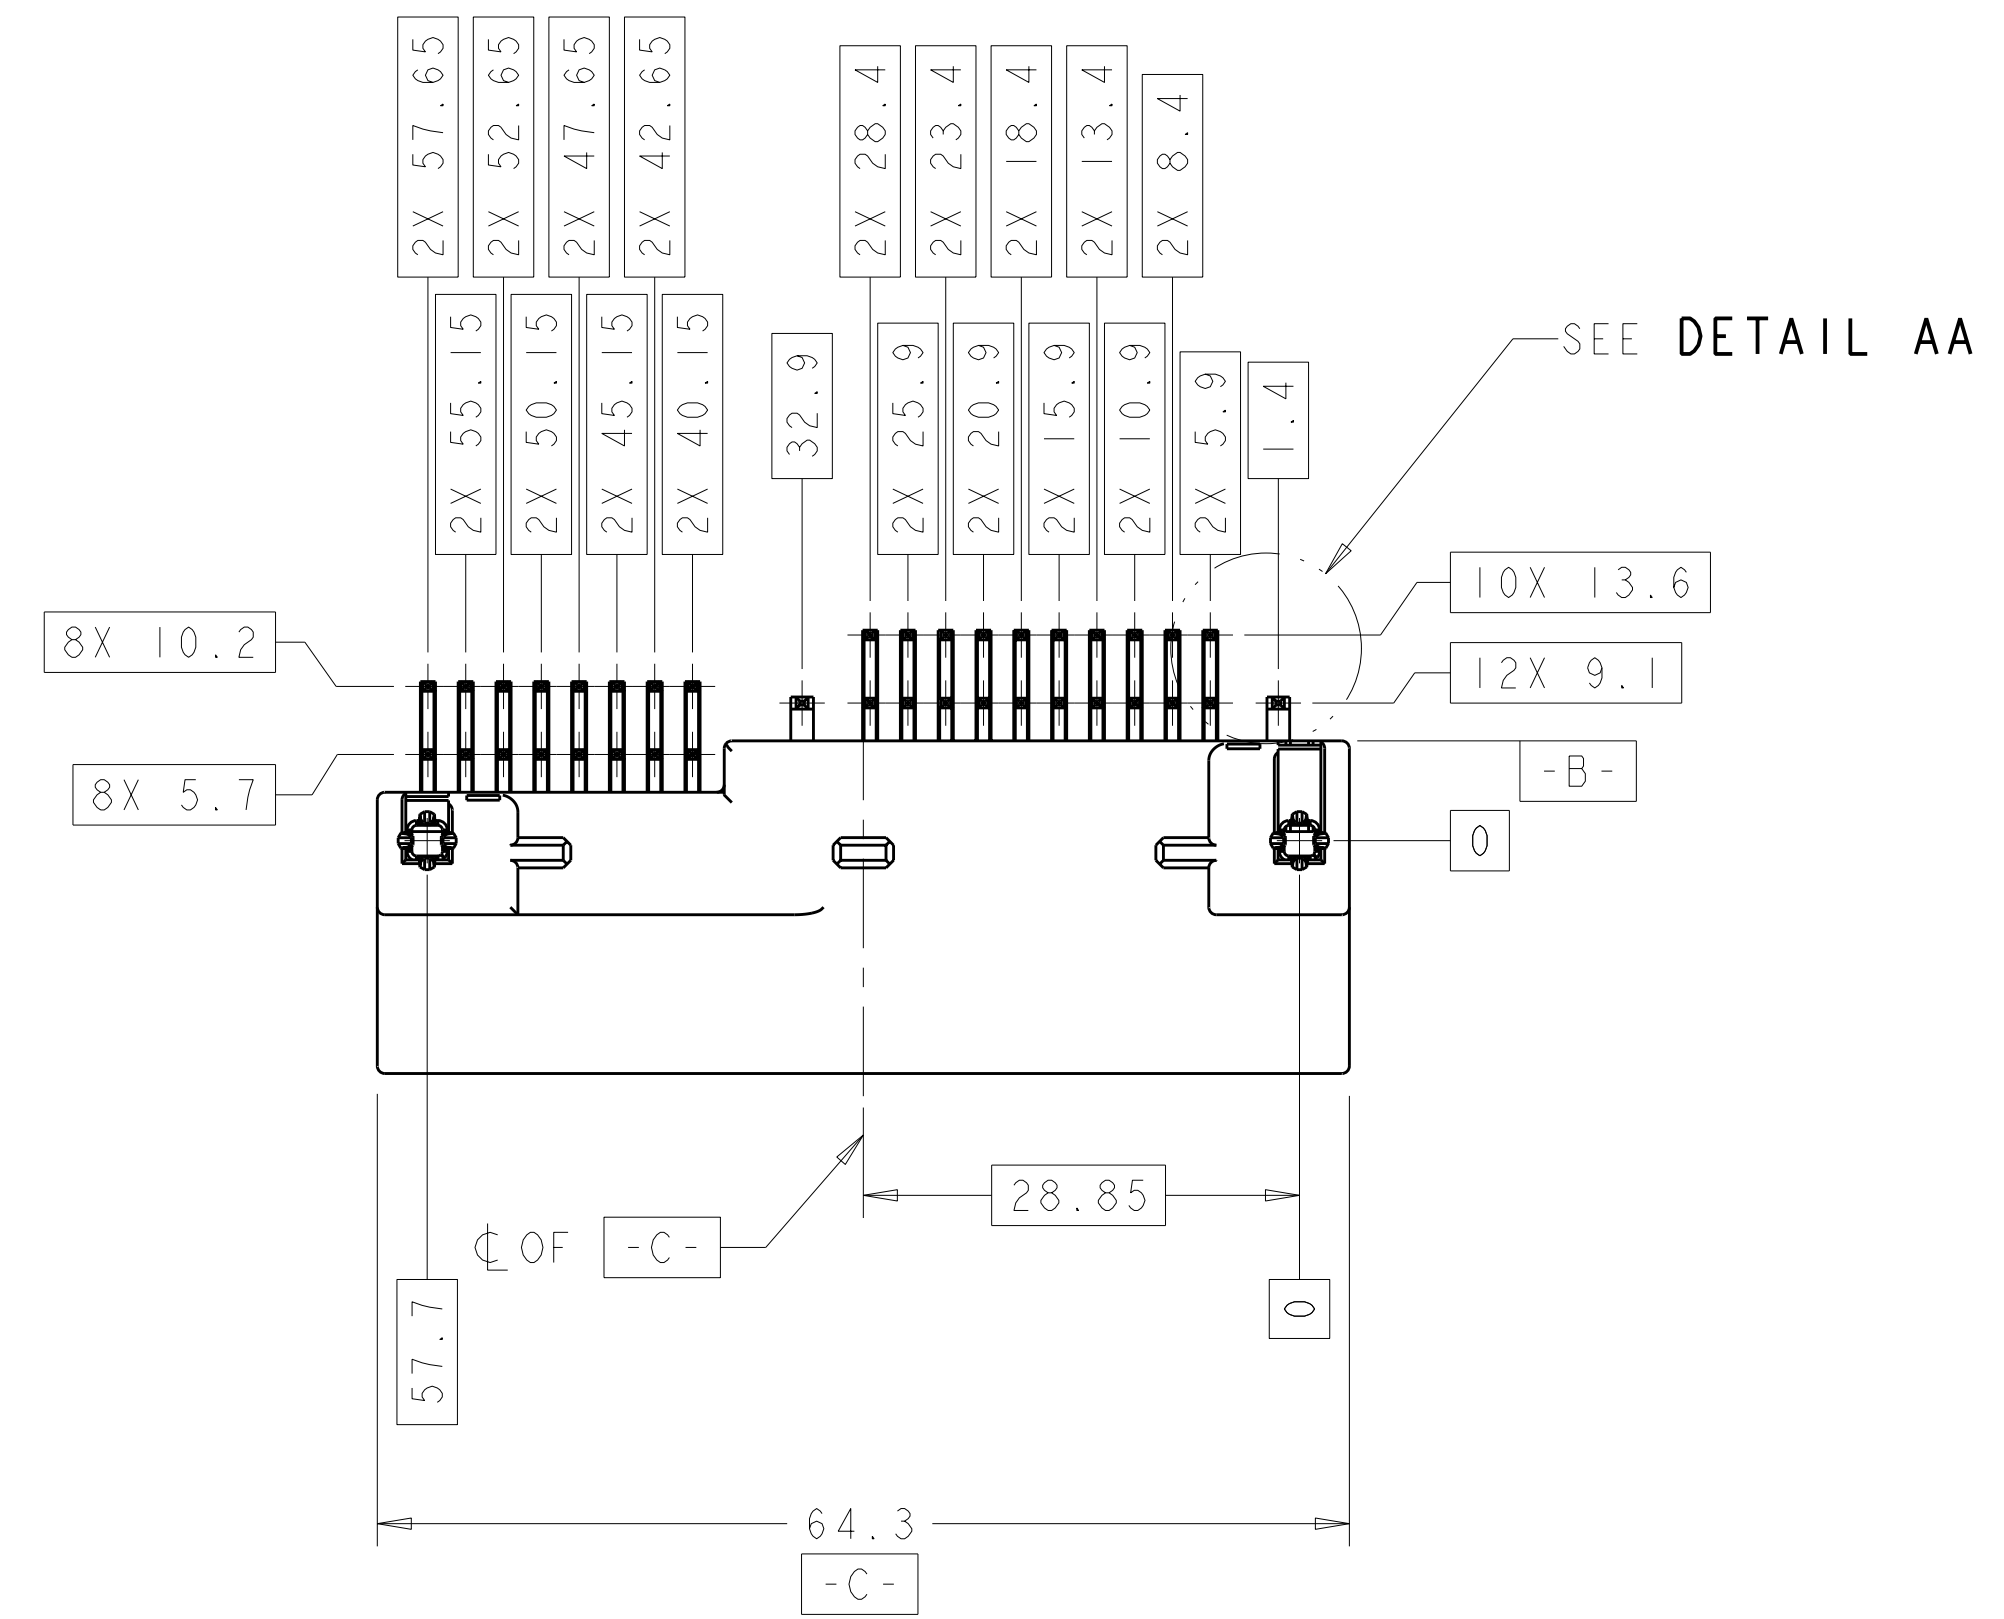 2X 57.65
2X 52.65
2X 47.65
2X 42.65
2X 28.4
2X 23.4
2X 18.4
2X 13.4
2X 8.4
2X 55.15
2X 50.15
2X 45.15
2X 40.15
32.9
2X 25.9
2X 20.9
2X 15.9
2X 10.9
2X 5.9
1.4
SEE DETAIL AA
10X 13.6
8X 10.2
12X 9.1
8X 5.7
-B-
0
28.85
℄ OF -C-
57.7
0
64.3
-C-